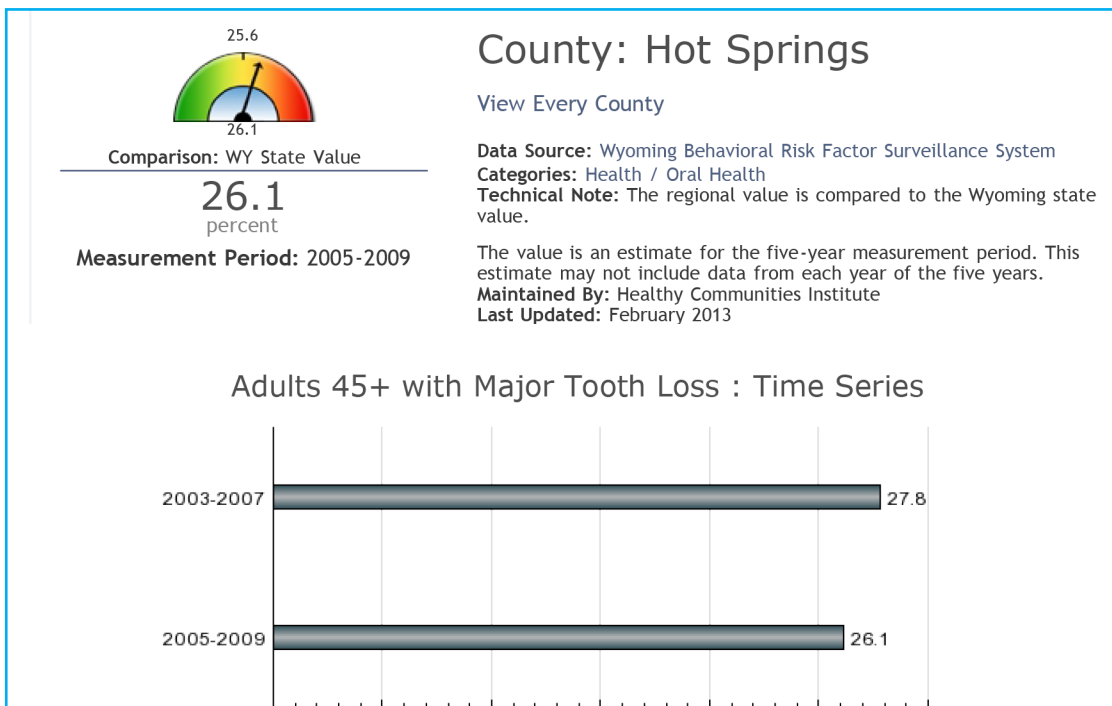 25.6
26.1
Comparison: WY State Value
26.1
percent
Measurement Period: 2005-2009
County: Hot Springs
View Every County
Data Source: Wyoming Behavioral Risk Factor Surveillance System
Categories: Health / Oral Health
Technical Note: The regional value is compared to the Wyoming state
value.
The value is an estimate for the five-year measurement period. This
estimate may not include data from each year of the five years.
Maintained By: Healthy Communities Institute
Last Updated: February 2013
Adults 45+ with Major Tooth Loss : Time Series
2003-2007 27.8
2005-2009 26.1